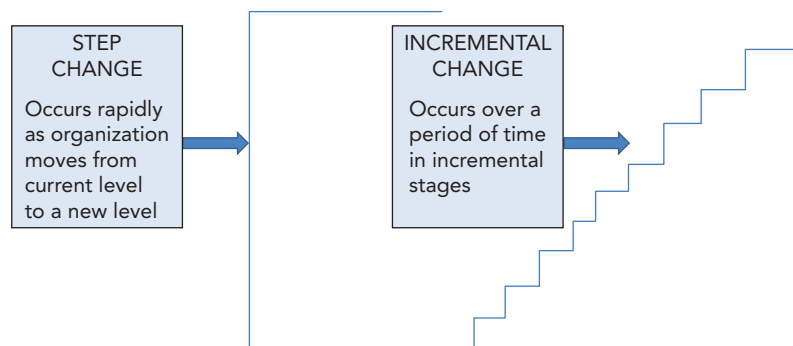 STEP
CHANGE
Occurs rapidly
as organization
moves from
current level
to a new level
INCREMENTAL
CHANGE
Occurs over a
period of time
in incremental
stages